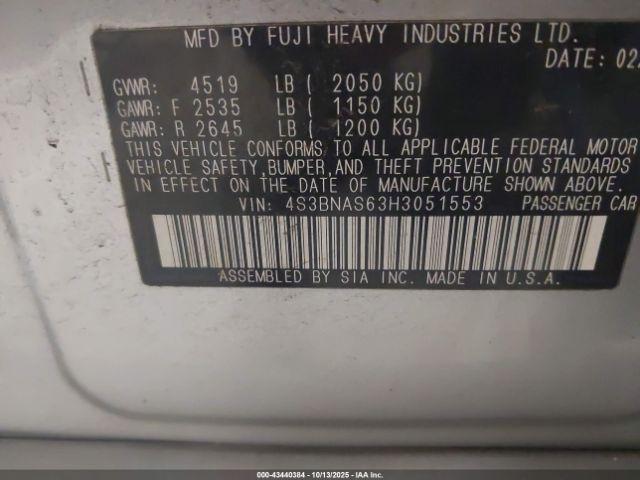 MFD BY FUJI HEAVY INDUSTRIES LTD.
DATE: 02
GVWR: 4519 LB ( 2050 KG)
GAWR: F 2535 LB ( 1150 KG)
GAWR: R 2645 LB ( 1200 KG)
THIS VEHICLE CONFORMS TO ALL APPLICABLE FEDERAL MOTOR
VEHICLE SAFETY,BUMPER,AND THEFT PREVENTION STANDARDS
IN EFFECT ON THE DATE OF MANUFACTURE SHOWN ABOVE.
VIN: 4S3BNAS63H3051553 PASSENGER CAR
ASSEMBLED BY SIA INC. MADE IN U.S.A.
000-43440384 - 10/13/2025 - IAA Inc.